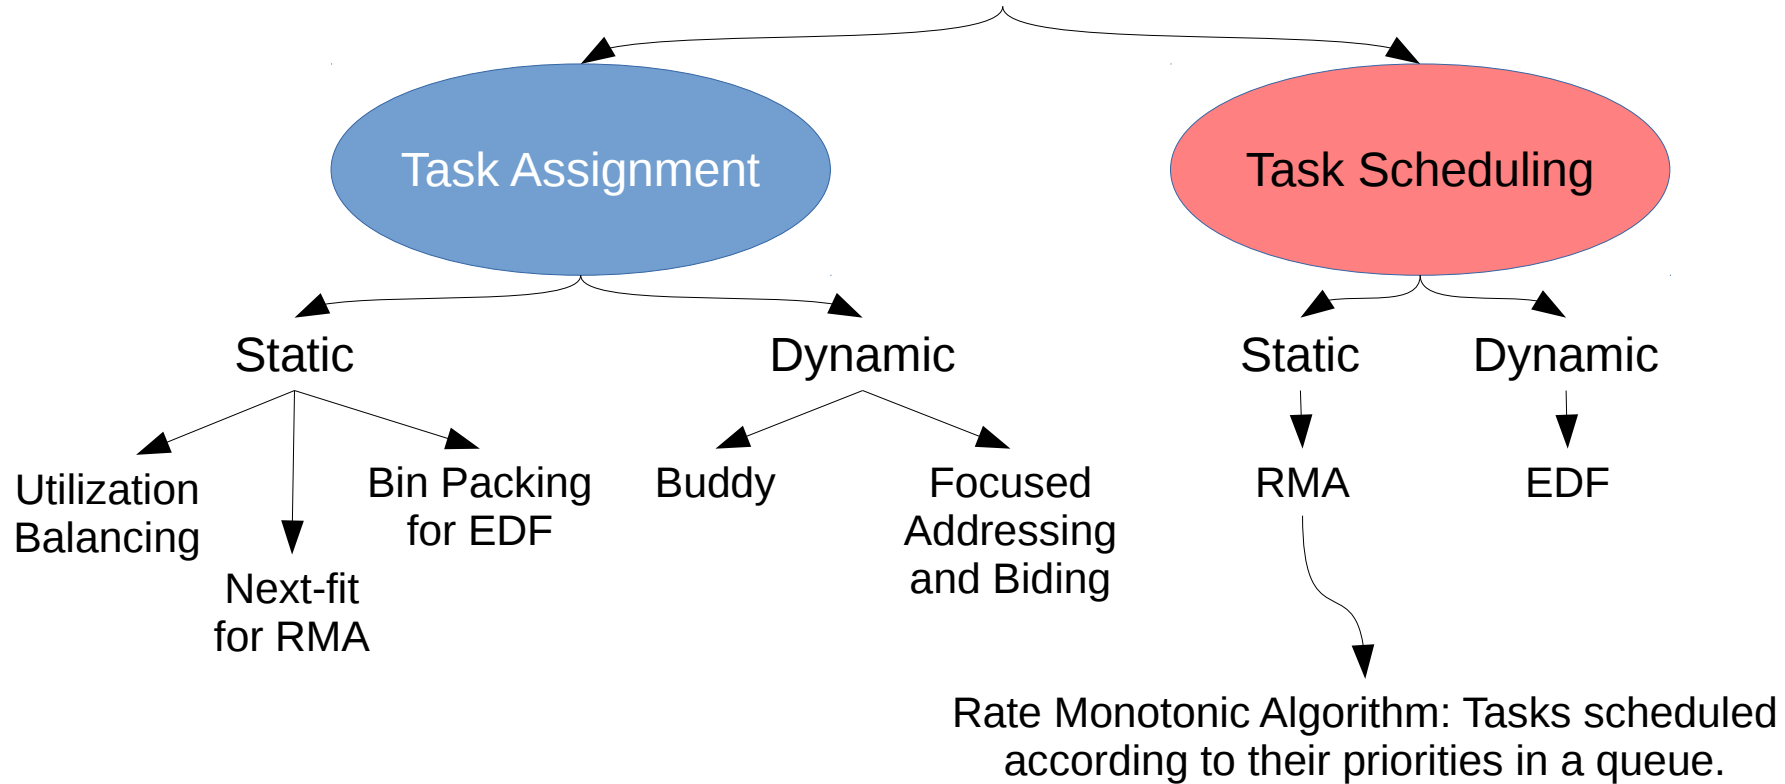 Task Assignment
Task Scheduling
Static
Dynamic
Static
Dynamic
Utilization
Balancing
Next-fit
for RMA
Bin Packing
for EDF
Buddy
Focused
Addressing
and Biding
RMA
EDF
Rate Monotonic Algorithm: Tasks scheduled
according to their priorities in a queue.